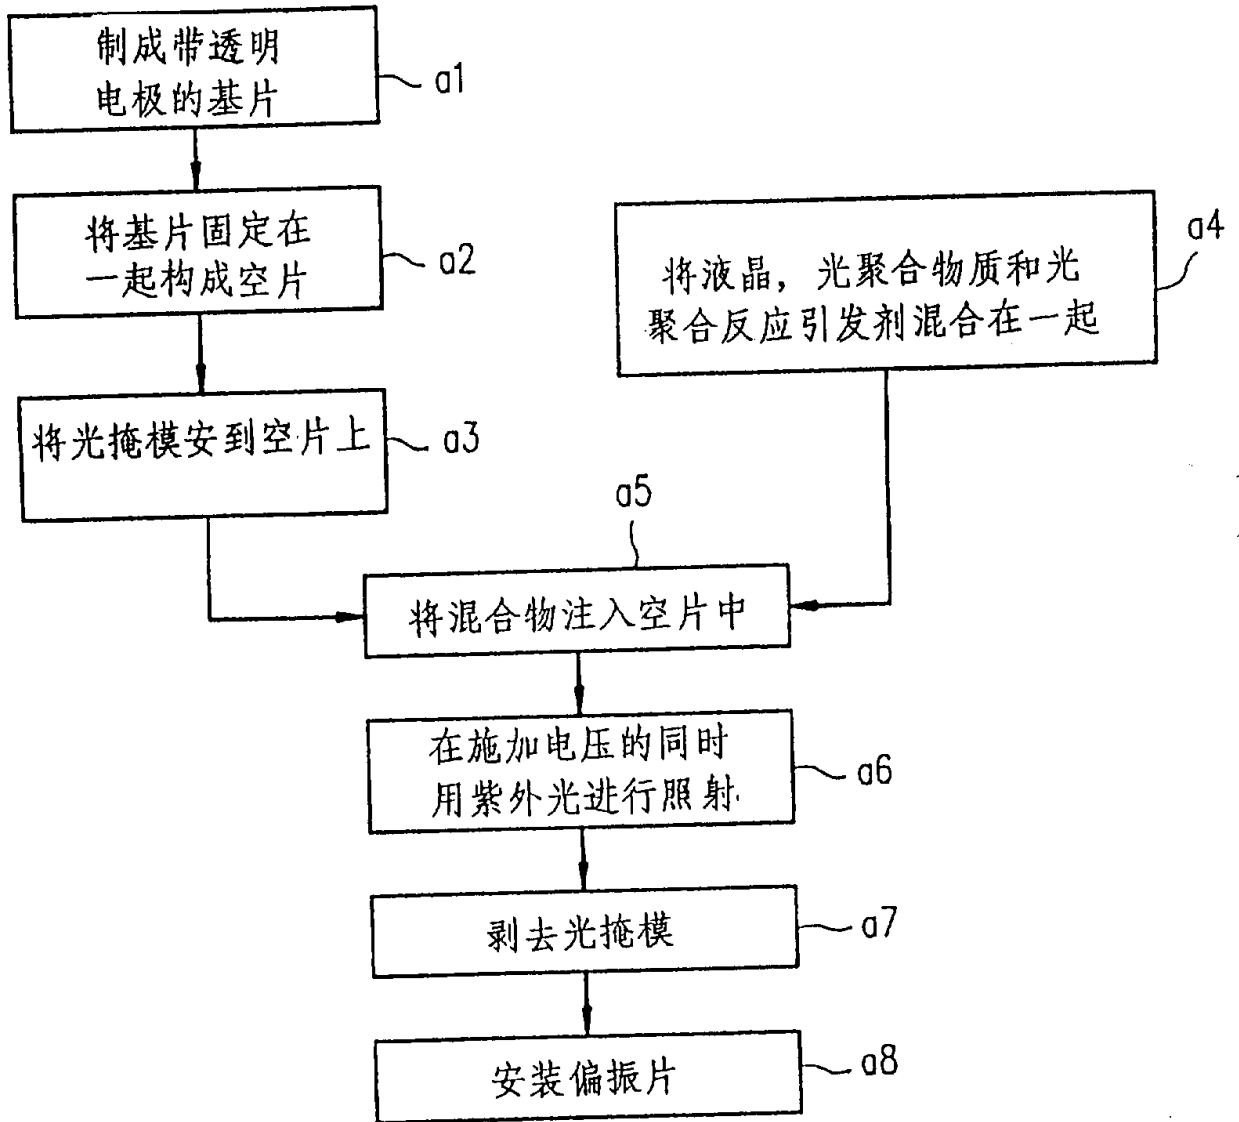 制成带透明
电极的基片
a1
将基片固定在
一起构成空片
a2
将光掩模安到空片上
a3
将液晶，光聚合物质和光
聚合反应引发剂混合在一起
a4
a5
将混合物注入空片中
在施加电压的同时
用紫外光进行照射
a6
剥去光掩模
a7
安装偏振片
a8